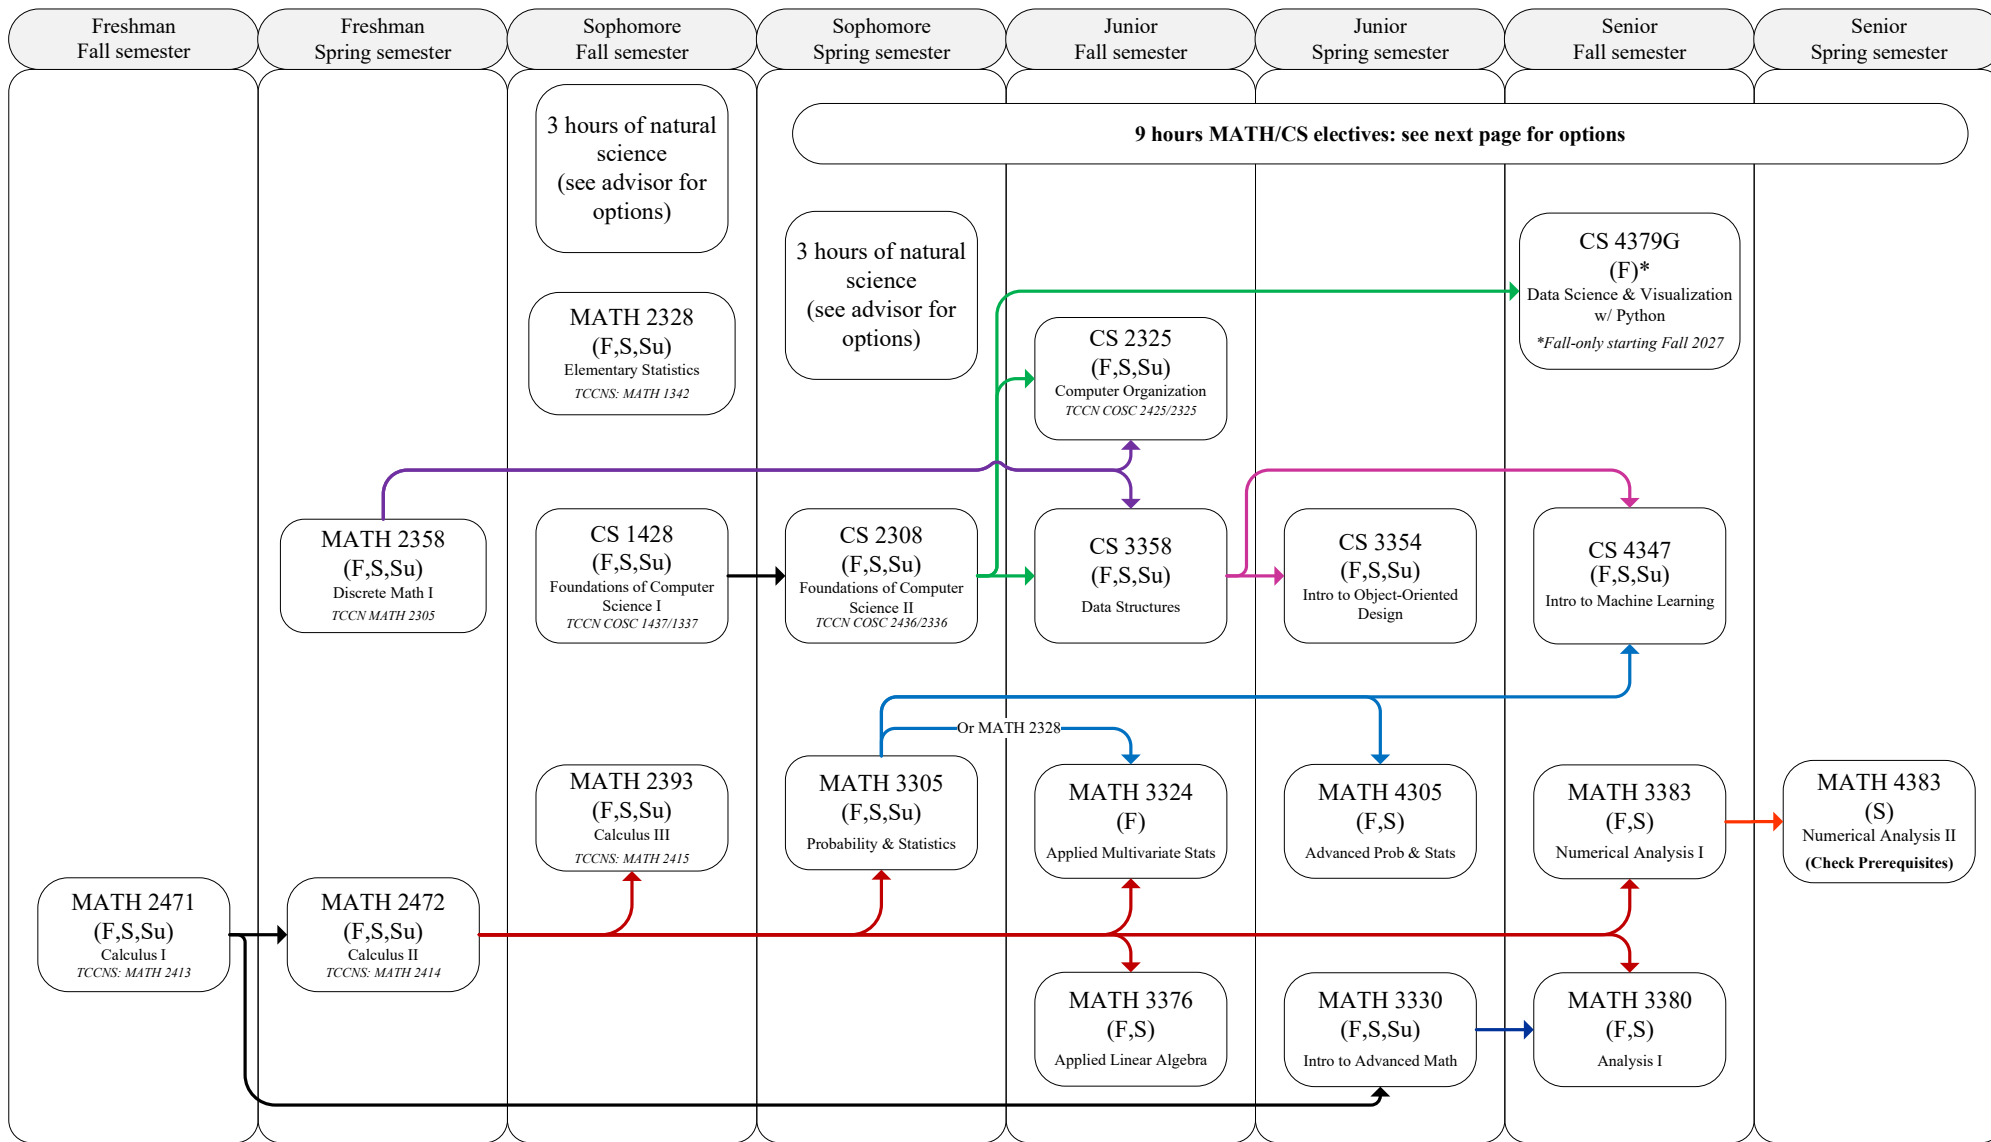 Freshman
Fall semester
Freshman
Spring semester
Sophomore
Fall semester
Sophomore
Spring semester
Junior
Fall semester
Junior
Spring semester
Senior
Fall semester
Senior
Spring semester
3 hours of natural
science
(see advisor for
options)
9 hours MATH/CS electives: see next page for options
3 hours of natural
science
(see advisor for
options)
CS 4379G
(F)*
Data Science & Visualization
w/ Python
*Fall-only starting Fall 2027
MATH 2328
(F,S,Su)
Elementary Statistics
TCCNS: MATH 1342
CS 2325
(F,S,Su)
Computer Organization
TCCN COSC 2425/2325
MATH 2358
(F,S,Su)
Discrete Math I
TCCN MATH 2305
CS 1428
(F,S,Su)
Foundations of Computer
Science I
TCCN COSC 1437/1337
CS 2308
(F,S,Su)
Foundations of Computer
Science II
TCCN COSC 2436/2336
CS 3358
(F,S,Su)
Data Structures
CS 3354
(F,S,Su)
Intro to Object-Oriented
Design
CS 4347
(F,S,Su)
Intro to Machine Learning
Or MATH 2328
MATH 2393
(F,S,Su)
Calculus III
TCCNS: MATH 2415
MATH 3305
(F,S,Su)
Probability & Statistics
MATH 3324
(F)
Applied Multivariate Stats
MATH 4305
(F,S)
Advanced Prob & Stats
MATH 3383
(F,S)
Numerical Analysis I
MATH 4383
(S)
Numerical Analysis II
(Check Prerequisites)
MATH 2471
(F,S,Su)
Calculus I
TCCNS: MATH 2413
MATH 2472
(F,S,Su)
Calculus II
TCCNS: MATH 2414
MATH 3376
(F,S)
Applied Linear Algebra
MATH 3330
(F,S,Su)
Intro to Advanced Math
MATH 3380
(F,S)
Analysis I